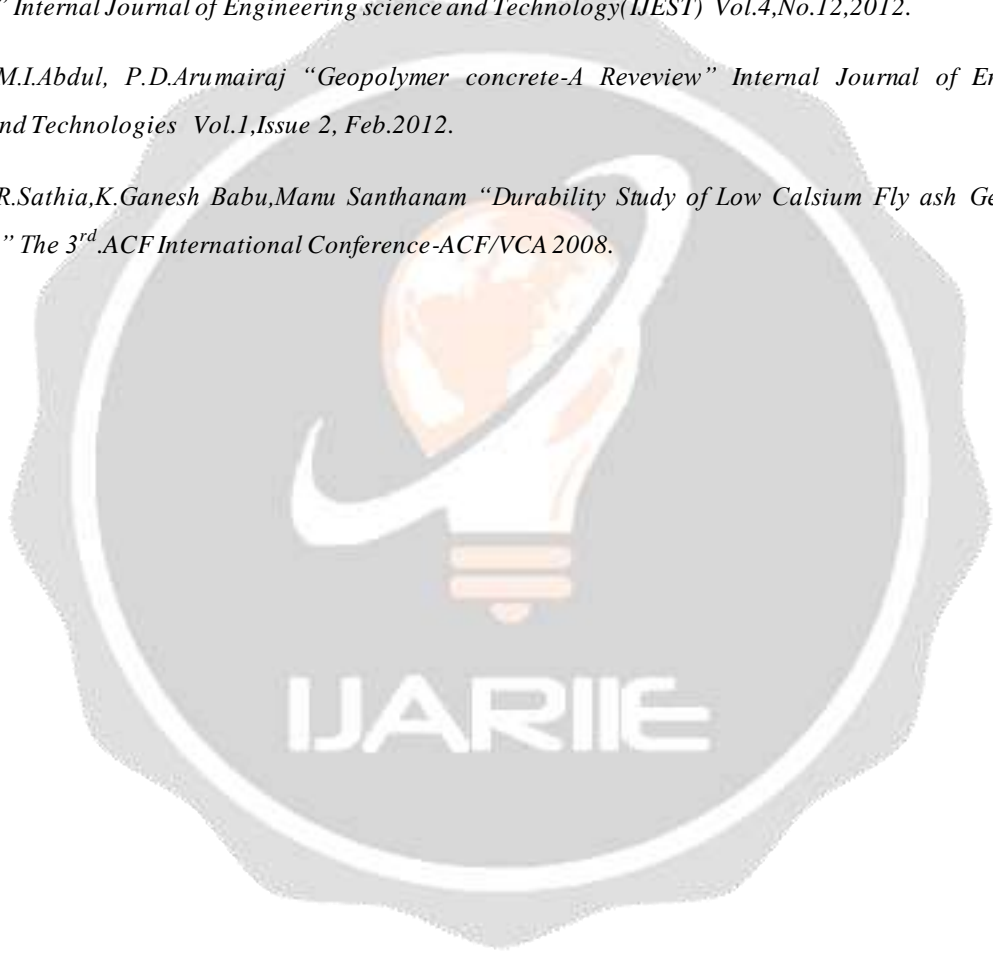 ” Internal Journal of Engineering science and Technology(IJEST) Vol.4,No.12,2012.
M.I.Abdul, P.D.Arumairaj “Geopolymer concrete-A Reveview” Internal Journal of En
nd Technologies Vol.1,Issue 2, Feb.2012.
R.Sathia,K.Ganesh Babu,Manu Santhanam “Durability Study of Low Calsium Fly ash Ge
” The 3rd.ACF International Conference-ACF/VCA 2008.
IJARIIE